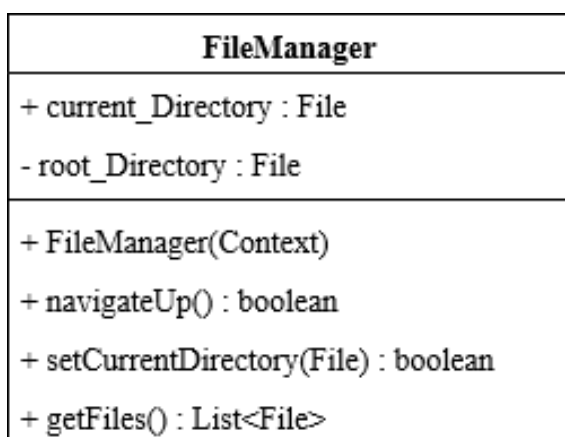 FileManager
+ current_Directory : File
- root_Directory : File
+ FileManager(Context)
+ navigateUp() : boolean
+ setCurrentDirectory(File) : boolean
+ getFiles() : List<File>